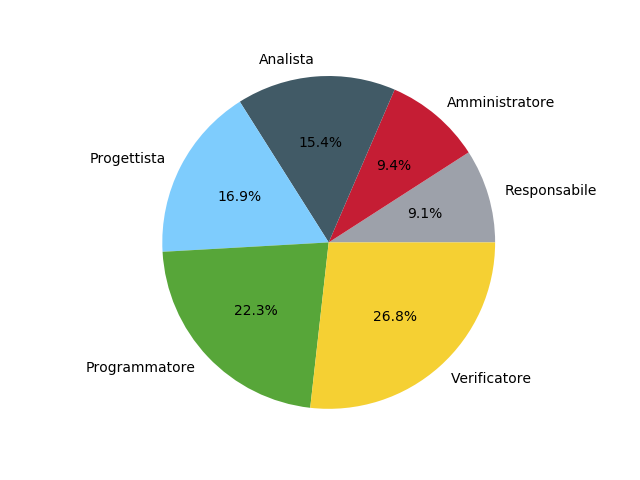 Analista
Amministratore
15.4%
Progettista
9.4%
Responsabile
16.9%
9.1%
22.3%
26.8%
Programmatore
Verificatore